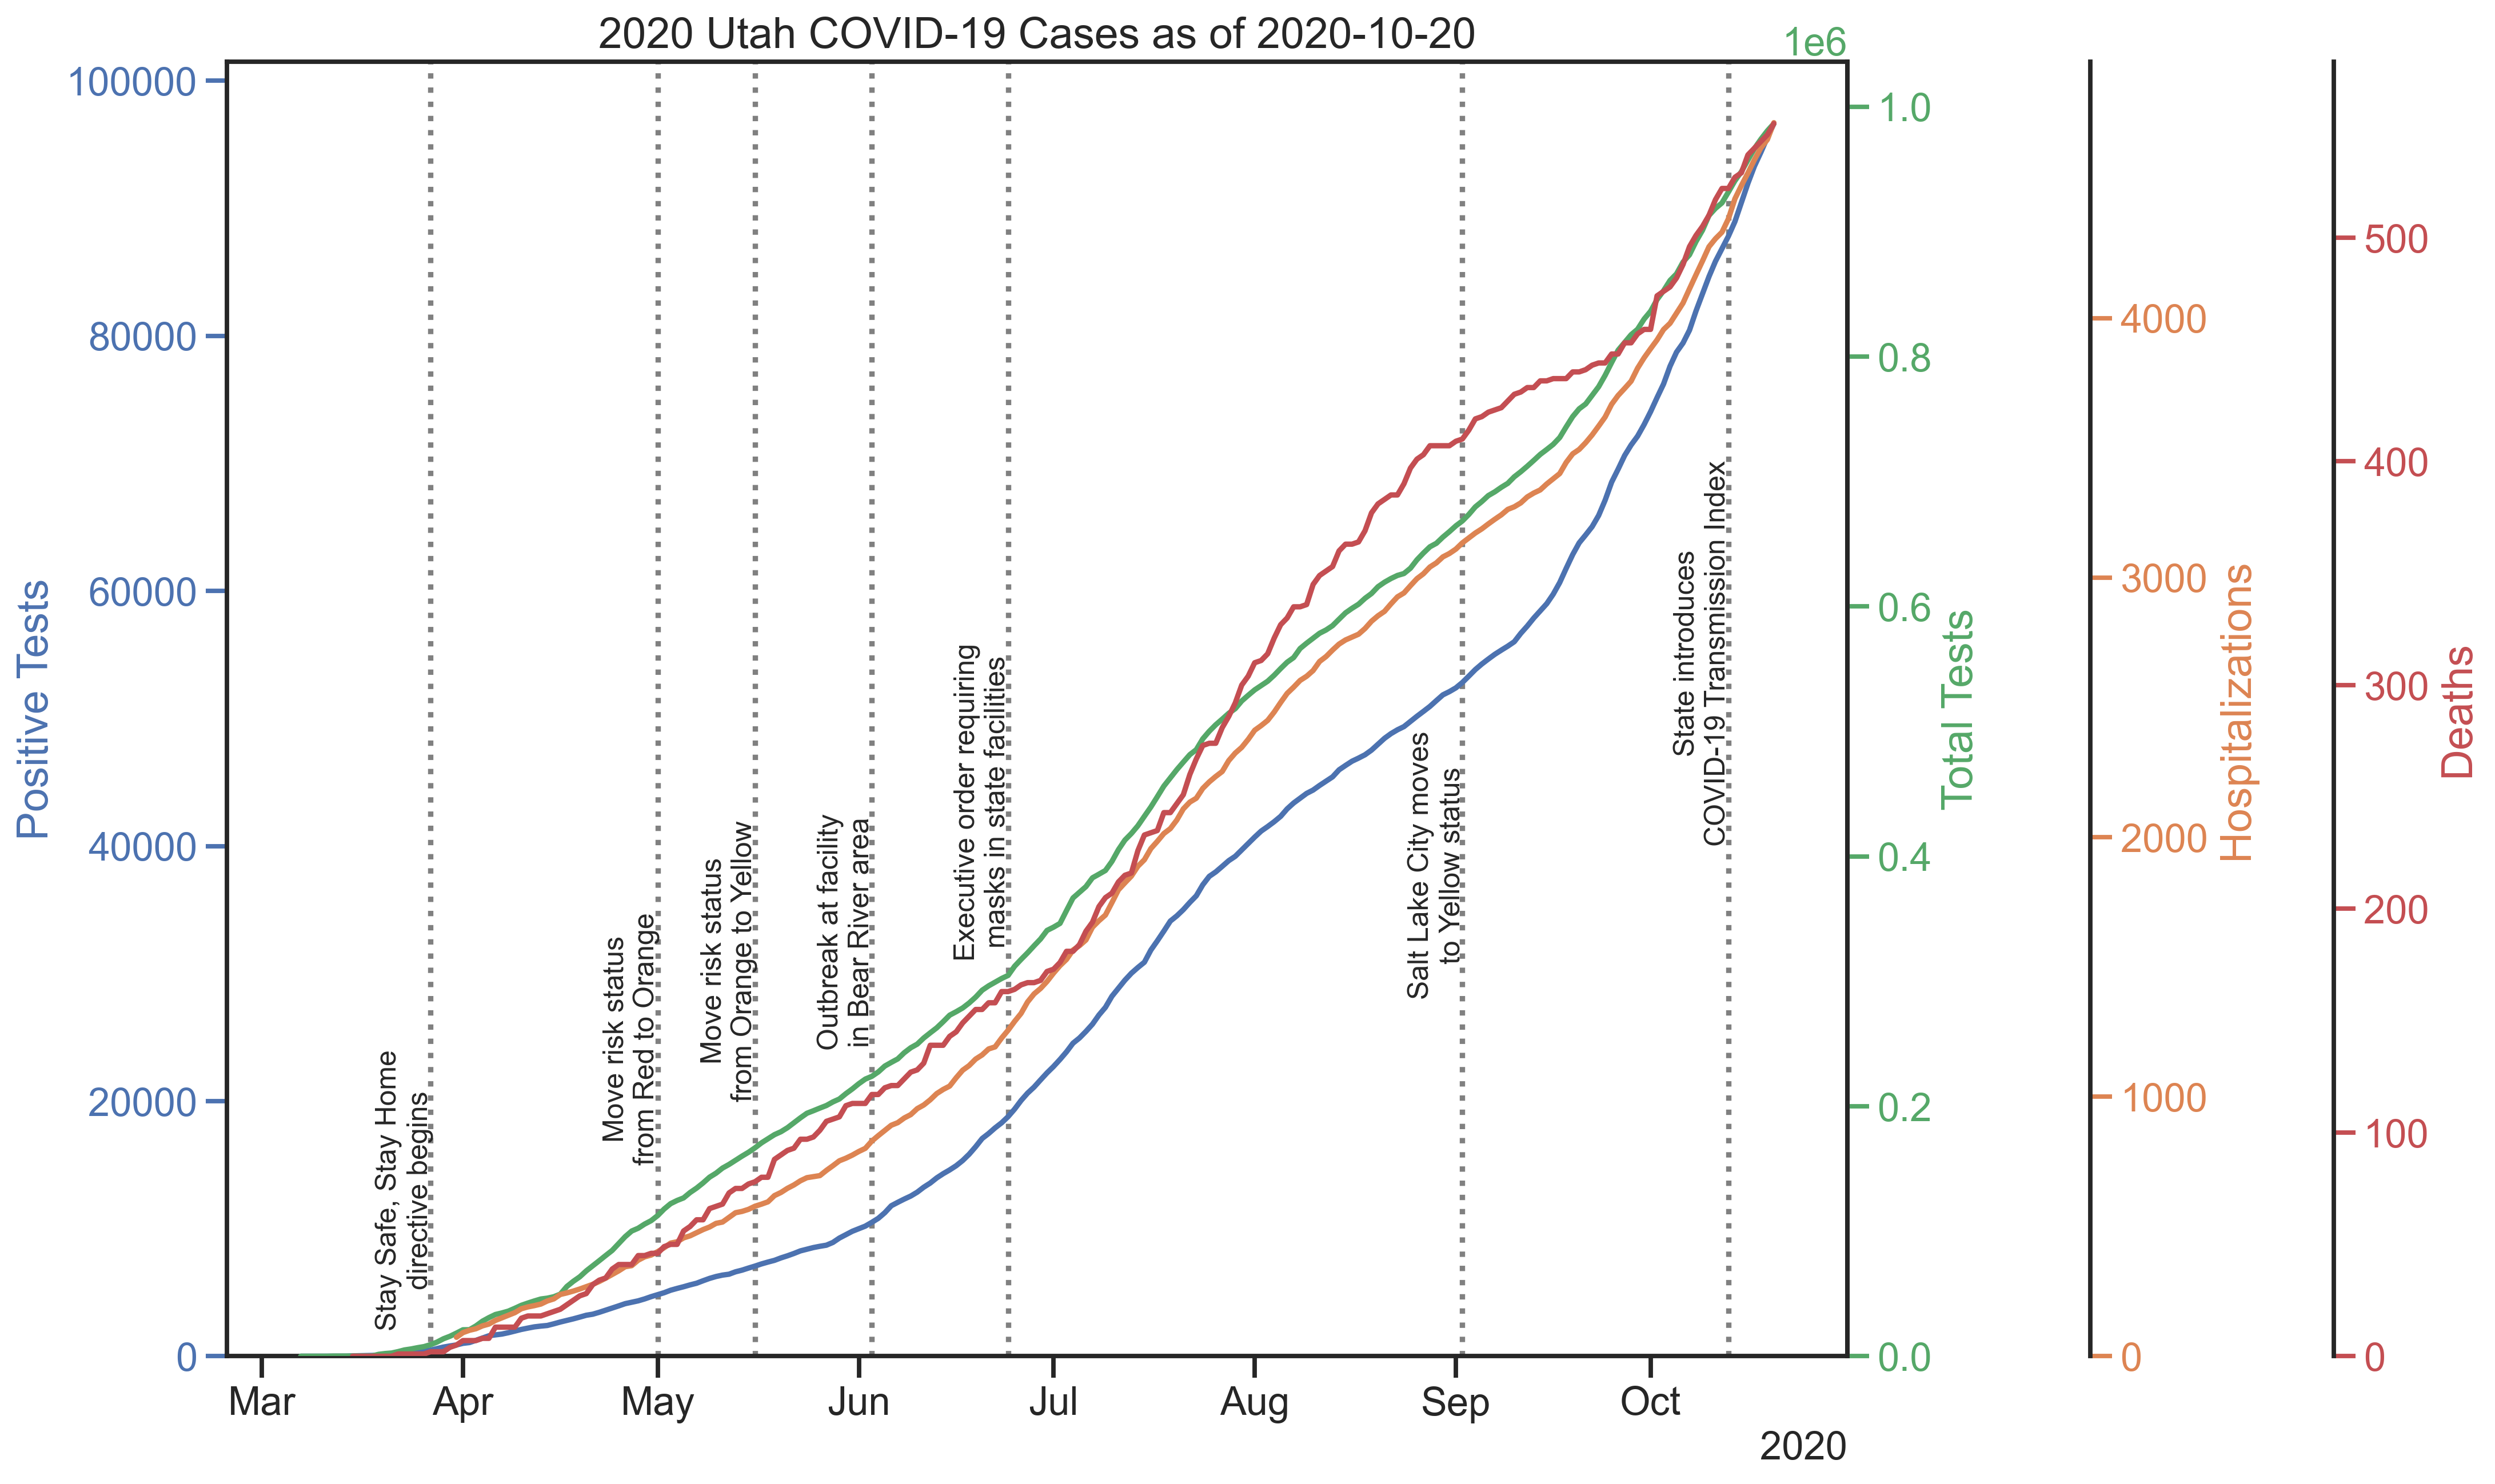 2020 Utah COVID-19 Cases as of 2020-10-20
1e6
100000
80000
60000
40000
20000
0
Positive Tests
Stay Safe, Stay Home
directive begins
Move risk status
from Red to Orange
Move risk status
from Orange to Yellow
Outbreak at facility
in Bear River area
Executive order requiring
masks in state facilities
Salt Lake City moves
to Yellow status
State introduces
COVID-19 Transmission Index
1.0
0.8
0.6
0.4
0.2
0.0
Total Tests
4000
3000
2000
1000
0
Hospitalizations
500
400
300
200
100
0
Deaths
Mar Apr May Jun Jul Aug Sep Oct
2020